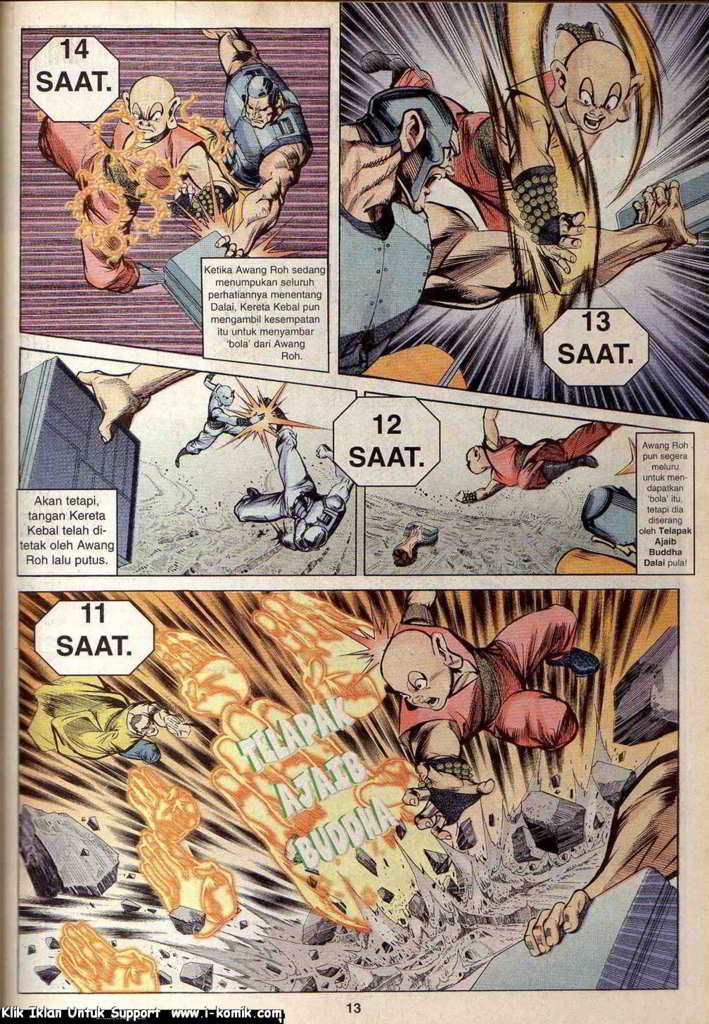 14
SAAT.
Ketika Awang Roh sedang
menumpukan seluruh
perhatiannya menentang
Dalai, Kereta Kebal pun
mengambil kesempatan
itu untuk menyambar
'bola' dari Awang
Roh.
13
SAAT.
Akan tetapi,
tangan Kereta
Kebal telah di-
tetak oleh Awang
Roh lalu putus.
12
SAAT.
Awang Roh
pun segera
meluru
untuk men-
dapatkan
'bola' itu,
tetapi dia
diserang
oleh Telapak
Ajaib
Buddha
Dalai pula!
11
SAAT.
TELAPAK
AJAIB
BUDDHA
13
Klik Iklan Untuk Support www.i-komik.com